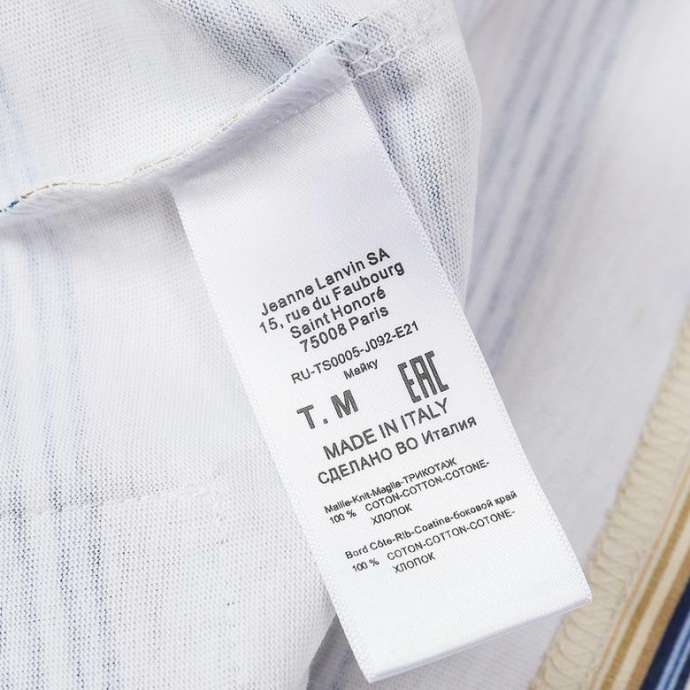 Jeanne Lanvin SA
15, rue du Faubourg
Saint Honoré
75008 Paris
RU-TS0005-J092-E21
Майку
T.M EAC
MADE IN ITALY
СДЕЛАНО ВО Италия
Maille-Knit-Maglia-ТРИКОТАЖ
100 % COTON-COTTON-COTONE-
ХЛОПОК
Bord Côte-Rib-Coatina-боковой край
100 % COTON-COTTON-COTONE-
ХЛОПОК